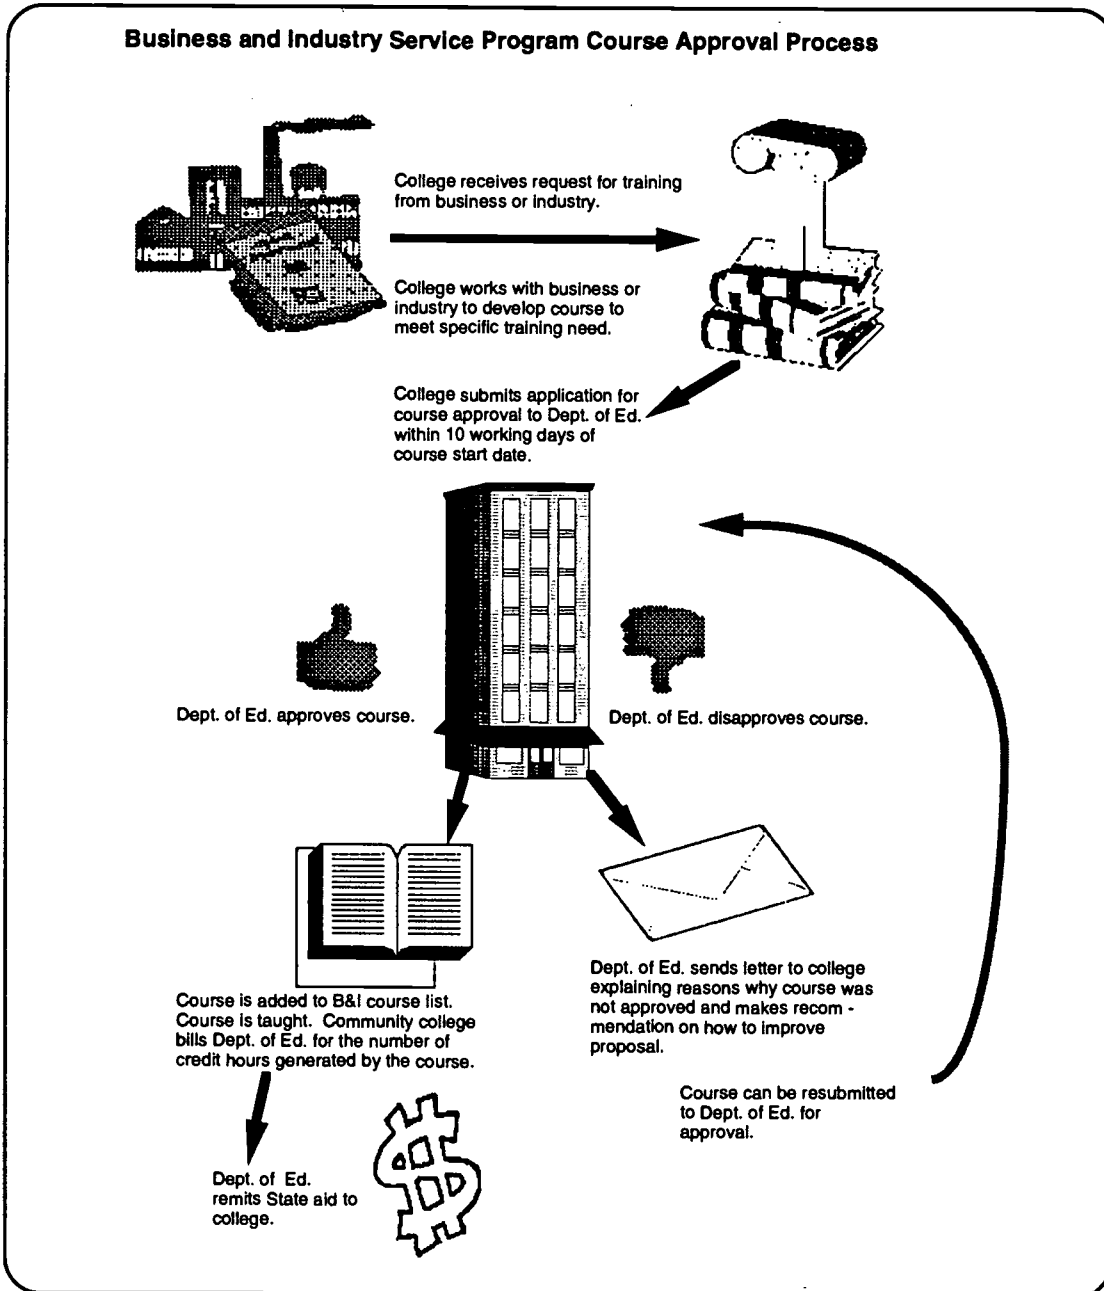 Business and Industry Service Program Course Approval Process
College receives request for training
from business or industry.
College works with business or
industry to develop course to
meet specific training need.
College submits application for
course approval to Dept. of Ed.
within 10 working days of
course start date.
Dept. of Ed. approves course.
Dept. of Ed. disapproves course.
Course is added to B&I course list.
Course is taught. Community college
bills Dept. of Ed. for the number of
credit hours generated by the course.
Dept. of Ed. sends letter to college
explaining reasons why course was
not approved and makes recom -
mendation on how to improve
proposal.
Course can be resubmitted
to Dept. of Ed. for
approval.
Dept. of Ed.
remits State aid to
college.